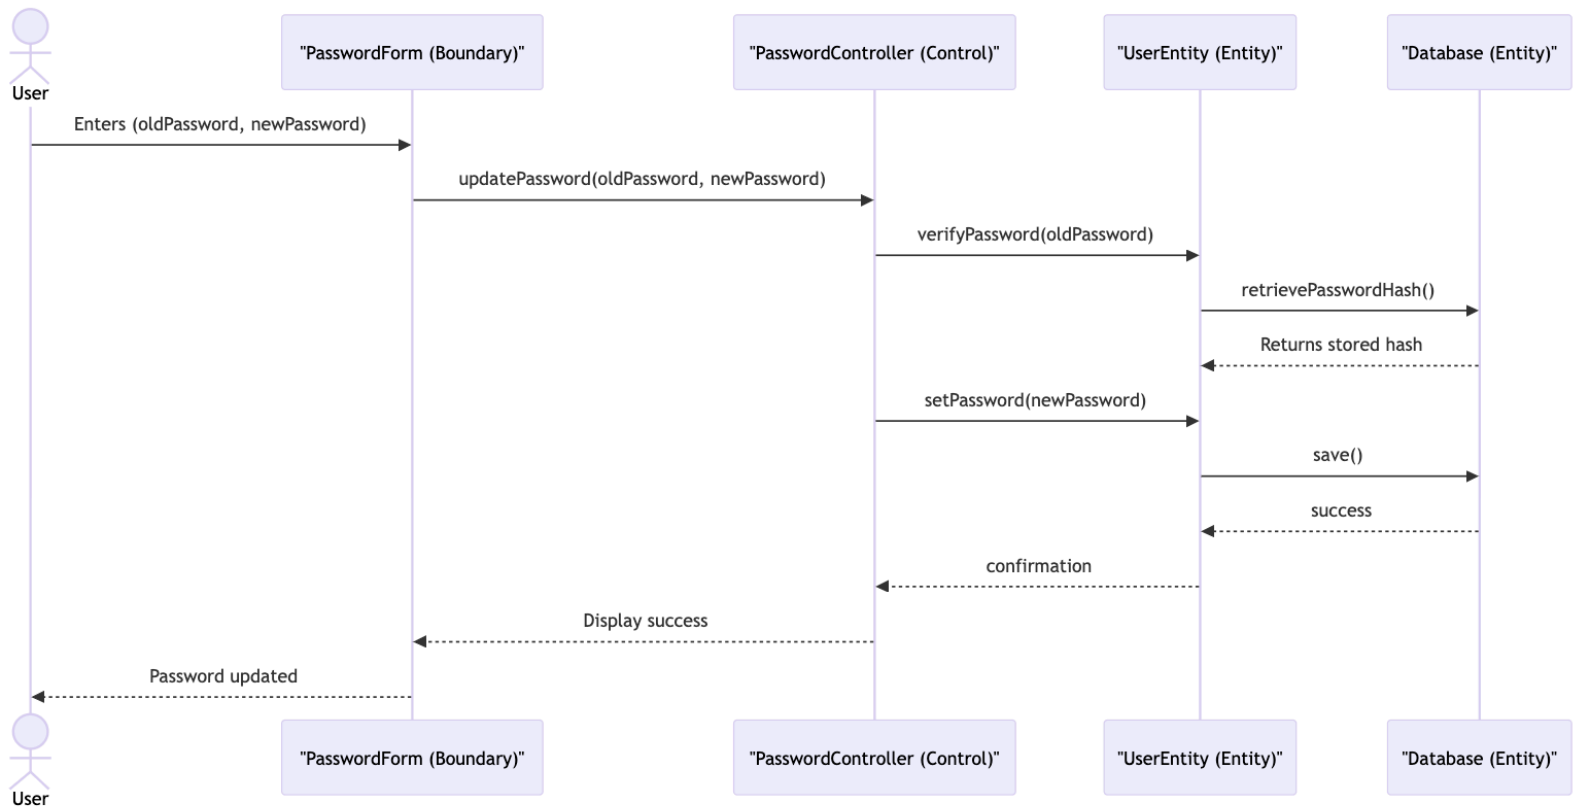 "PasswordForm (Boundary)"
"PasswordController (Control)"
"UserEntity (Entity)"
"Database (Entity)"
User
Enters (oldPassword, newPassword)
updatePassword(oldPassword, newPassword)
verifyPassword(oldPassword)
retrievePasswordHash()
Returns stored hash
setPassword(newPassword)
save()
success
confirmation
Display success
Password updated
"PasswordForm (Boundary)"
"PasswordController (Control)"
"UserEntity (Entity)"
"Database (Entity)"
User